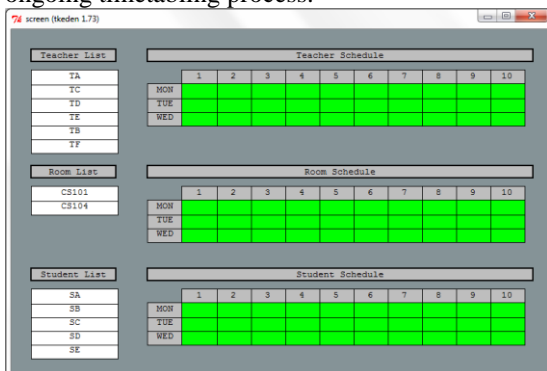 ongoing timetabling process.
screen (tkeden 1.73)
Teacher List Teacher Schedule
TA 1 2 3 4 5 6 7 8 9 10
TC MON
TD TUE
TE WED
TB
TF
Room List Room Schedule
CS101 1 2 3 4 5 6 7 8 9 10
CS104 MON
TUE
WED
Student List Student Schedule
SA 1 2 3 4 5 6 7 8 9 10
SB MON
SC TUE
SD WED
SE